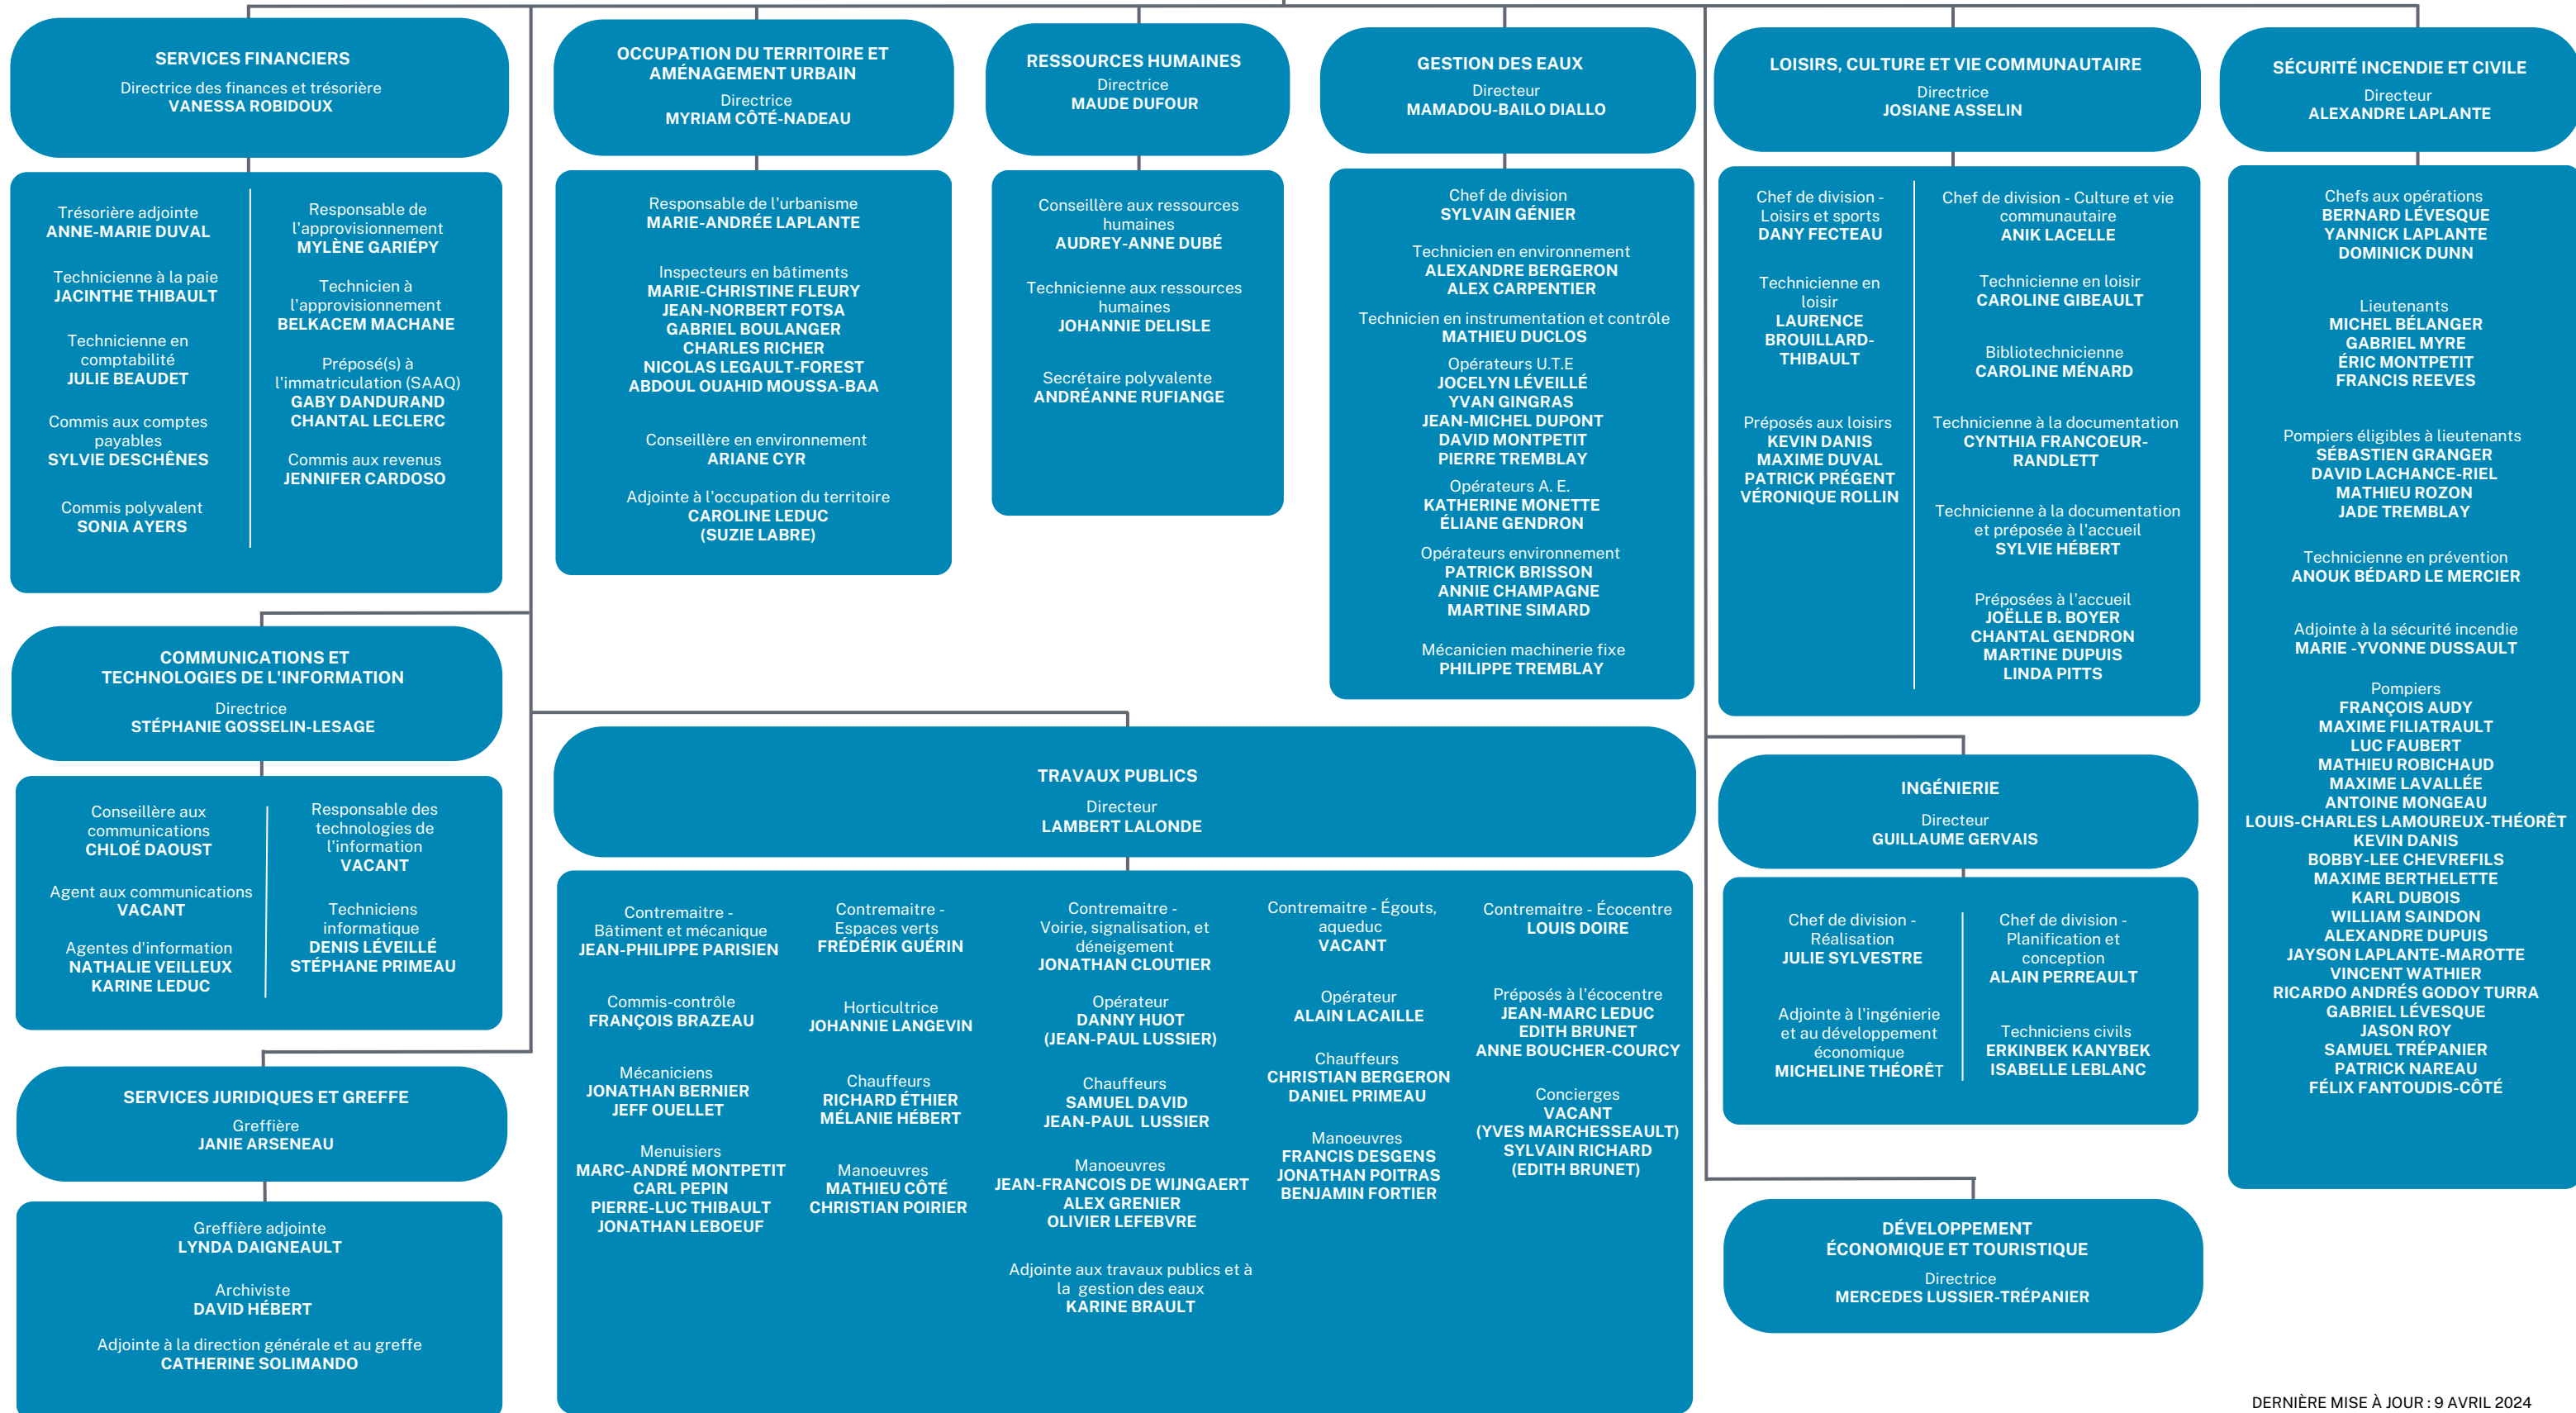 SERVICES FINANCIERS
Directrice des finances et trésorière
VANESSA ROBIDOUX
Trésorière adjointe
ANNE-MARIE DUVAL
Technicienne à la paie
JACINTHE THIBAULT
Technicienne en
comptabilité
JULIE BEAUDET
Commis aux comptes
payables
SYLVIE DESCHÊNES
Commis polyvalent
SONIA AYERS
Responsable de
l'approvisionnement
MYLÈNE GARIÉPY
Technicien à
l'approvisionnement
BELKACEM MACHANE
Préposé(s) à
l'immatriculation (SAAQ)
GABY DANDURAND
CHANTAL LECLERC
Commis aux revenus
JENNIFER CARDOSO
OCCUPATION DU TERRITOIRE ET
AMÉNAGEMENT URBAIN
Directrice
MYRIAM CÔTÉ-NADEAU
Responsable de l'urbanisme
MARIE-ANDRÉE LAPLANTE
Inspecteurs en bâtiments
MARIE-CHRISTINE FLEURY
JEAN-NORBERT FOTSA
GABRIEL BOULANGER
CHARLES RICHER
NICOLAS LEGAULT-FOREST
ABDOUL OUAHID MOUSSA-BAA
Conseillère en environnement
ARIANE CYR
Adjointe à l'occupation du territoire
CAROLINE LEDUC
(SUZIE LABRE)
RESSOURCES HUMAINES
Directrice
MAUDE DUFOUR
Conseillère aux ressources
humaines
AUDREY-ANNE DUBÉ
Technicienne aux ressources
humaines
JOHANNIE DELISLE
Secrétaire polyvalente
ANDRÉANNE RUFIANGE
GESTION DES EAUX
Directeur
MAMADOU-BAILO DIALLO
Chef de division
SYLVAIN GÉNIER
Technicien en environnement
ALEXANDRE BERGERON
ALEX CARPENTIER
Technicien en instrumentation et contrôle
MATHIEU DUCLOS
Opérateurs U.T.E
JOCELYN LÉVEILLÉ
YVAN GINGRAS
JEAN-MICHEL DUPONT
DAVID MONTPETIT
PIERRE TREMBLAY
Opérateurs A. E.
KATHERINE MONETTE
ÉLIANE GENDRON
Opérateurs environnement
PATRICK BRISSON
ANNIE CHAMPAGNE
MARTINE SIMARD
Mécanicien machinerie fixe
PHILIPPE TREMBLAY
LOISIRS, CULTURE ET VIE COMMUNAUTAIRE
Directrice
JOSIANE ASSELIN
Chef de division -
Loisirs et sports
DANY FECTEAU
Technicienne en
loisir
LAURENCE
BROUILLARD-
THIBAULT
Préposés aux loisirs
KEVIN DANIS
MAXIME DUVAL
PATRICK PRÉGENT
VÉRONIQUE ROLLIN
Chef de division - Culture et vie
communautaire
ANIK LACELLE
Technicienne en loisir
CAROLINE GIBEAULT
Bibliotechnicienne
CAROLINE MÉNARD
Technicienne à la documentation
CYNTHIA FRANCOEUR-
RANDLETT
Technicienne à la documentation
et préposée à l'accueil
SYLVIE HÉBERT
Préposées à l'accueil
JOËLLE B. BOYER
CHANTAL GENDRON
MARTINE DUPUIS
LINDA PITTS
SÉCURITÉ INCENDIE ET CIVILE
Directeur
ALEXANDRE LAPLANTE
Chefs aux opérations
BERNARD LÉVESQUE
YANNICK LAPLANTE
DOMINICK DUNN
Lieutenants
MICHEL BÉLANGER
GABRIEL MYRE
ÉRIC MONTPETIT
FRANCIS REEVES
Pompiers éligibles à lieutenants
SÉBASTIEN GRANGER
DAVID LACHANCE-RIEL
MATHIEU ROZON
JADE TREMBLAY
Technicienne en prévention
ANOUK BÉDARD LE MERCIER
Adjointe à la sécurité incendie
MARIE -YVONNE DUSSAULT
Pompiers
FRANÇOIS AUDY
MAXIME FILIATRAULT
LUC FAUBERT
MATHIEU ROBICHAUD
MAXIME LAVALLÉE
ANTOINE MONGEAU
LOUIS-CHARLES LAMOUREUX-THÉORÊT
KEVIN DANIS
BOBBY-LEE CHEVREFILS
MAXIME BERTHELETTE
KARL DUBOIS
WILLIAM SAINDON
ALEXANDRE DUPUIS
JAYSON LAPLANTE-MAROTTE
VINCENT WATHIER
RICARDO ANDRÉS GODOY TURRA
GABRIEL LÉVESQUE
JASON ROY
SAMUEL TRÉPANIER
PATRICK NAREAU
FÉLIX FANTOUDIS-CÔTÉ
COMMUNICATIONS ET
TECHNOLOGIES DE L'INFORMATION
Directrice
STÉPHANIE GOSSELIN-LESAGE
Conseillère aux
communications
CHLOÉ DAOUST
Agent aux communications
VACANT
Agentes d'information
NATHALIE VEILLEUX
KARINE LEDUC
Responsable des
technologies de
l'information
VACANT
Techniciens
informatique
DENIS LÉVEILLÉ
STÉPHANE PRIMEAU
TRAVAUX PUBLICS
Directeur
LAMBERT LALONDE
Contremaitre -
Bâtiment et mécanique
JEAN-PHILIPPE PARISIEN
Commis-contrôle
FRANÇOIS BRAZEAU
Mécaniciens
JONATHAN BERNIER
JEFF OUELLET
Menuisiers
MARC-ANDRÉ MONTPETIT
CARL PEPIN
PIERRE-LUC THIBAULT
JONATHAN LEBOEUF
Contremaitre -
Espaces verts
FRÉDÉRIK GUÉRIN
Horticultrice
JOHANNIE LANGEVIN
Chauffeurs
RICHARD ÉTHIER
MÉLANIE HÉBERT
Manoeuvres
MATHIEU CÔTÉ
CHRISTIAN POIRIER
Contremaitre -
Voirie, signalisation, et
déneigement
JONATHAN CLOUTIER
Opérateur
DANNY HUOT
(JEAN-PAUL LUSSIER)
Chauffeurs
SAMUEL DAVID
JEAN-PAUL LUSSIER
Manoeuvres
JEAN-FRANCOIS DE WIJNGAERT
ALEX GRENIER
OLIVIER LEFEBVRE
Adjointe aux travaux publics et à
la gestion des eaux
KARINE BRAULT
Contremaitre - Égouts,
aqueduc
VACANT
Opérateur
ALAIN LACAILLE
Chauffeurs
CHRISTIAN BERGERON
DANIEL PRIMEAU
Manoeuvres
FRANCIS DESGENS
JONATHAN POITRAS
BENJAMIN FORTIER
Contremaitre - Écocentre
LOUIS DOIRE
Préposés à l'écocentre
JEAN-MARC LEDUC
EDITH BRUNET
ANNE BOUCHER-COURCY
Concierges
VACANT
(YVES MARCHESSEAULT)
SYLVAIN RICHARD
(EDITH BRUNET)
INGÉNIERIE
Directeur
GUILLAUME GERVAIS
Chef de division -
Réalisation
JULIE SYLVESTRE
Adjointe à l'ingénierie
et au développement
économique
MICHELINE THÉORÊT
Chef de division -
Planification et
conception
ALAIN PERREAULT
Techniciens civils
ERKINBEK KANYBEK
ISABELLE LEBLANC
SERVICES JURIDIQUES ET GREFFE
Greffière
JANIE ARSENEAU
Greffière adjointe
LYNDA DAIGNEAULT
Archiviste
DAVID HÉBERT
Adjointe à la direction générale et au greffe
CATHERINE SOLIMANDO
DÉVELOPPEMENT
ÉCONOMIQUE ET TOURISTIQUE
Directrice
MERCEDES LUSSIER-TRÉPANIER
DERNIÈRE MISE À JOUR : 9 AVRIL 2024